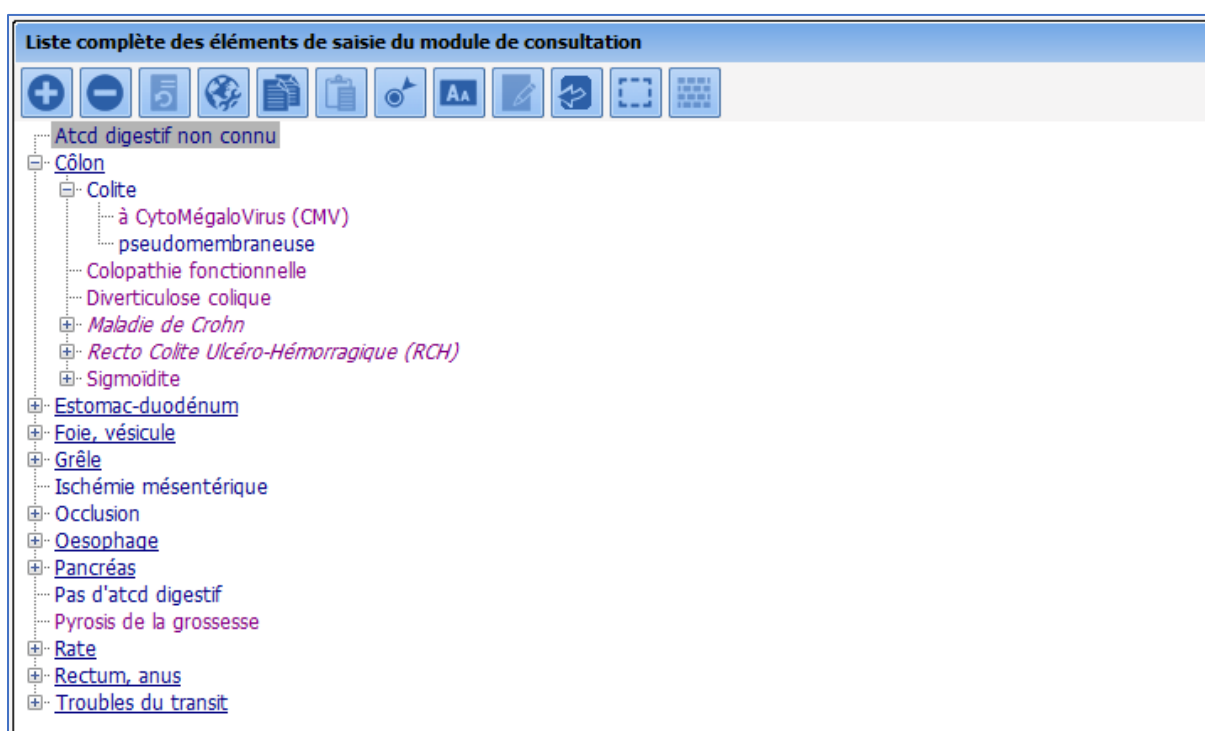 Liste complète des éléments de saisie du module de consultation
AA
Atcd digestif non connu
Côlon
Colite
à CytoMégaloVirus (CMV)
pseudomembraneuse
Colopathie fonctionnelle
Diverticulose colique
Maladie de Crohn
Recto Colite Ulcéro-Hémorragique (RCH)
Sigmoïdite
Estomac-duodénum
Foie, vésicule
Grêle
Ischémie mésentérique
Occlusion
Oesophage
Pancréas
Pas d'atcd digestif
Pyrosis de la grossesse
Rate
Rectum, anus
Troubles du transit